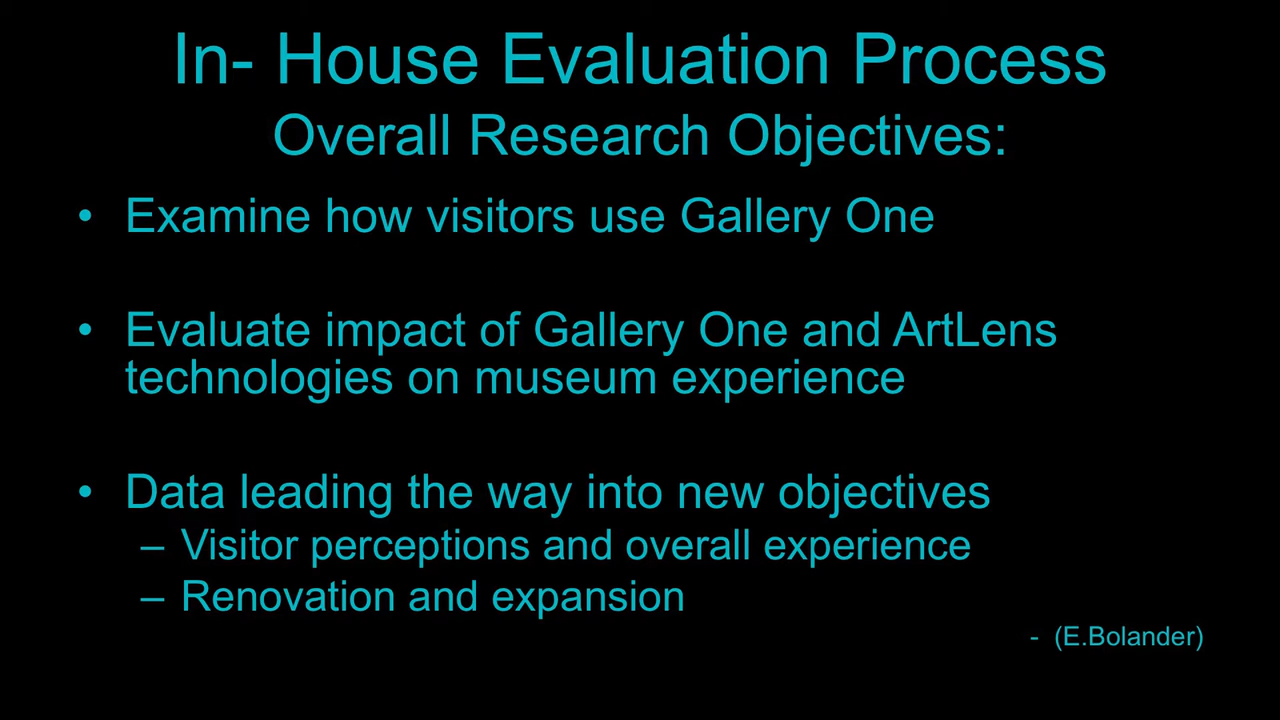 In- House Evaluation Process
Overall Research Objectives:
• Examine how visitors use Gallery One
• Evaluate impact of Gallery One and ArtLens
technologies on museum experience
• Data leading the way into new objectives
– Visitor perceptions and overall experience
– Renovation and expansion
- (E.Bolander)